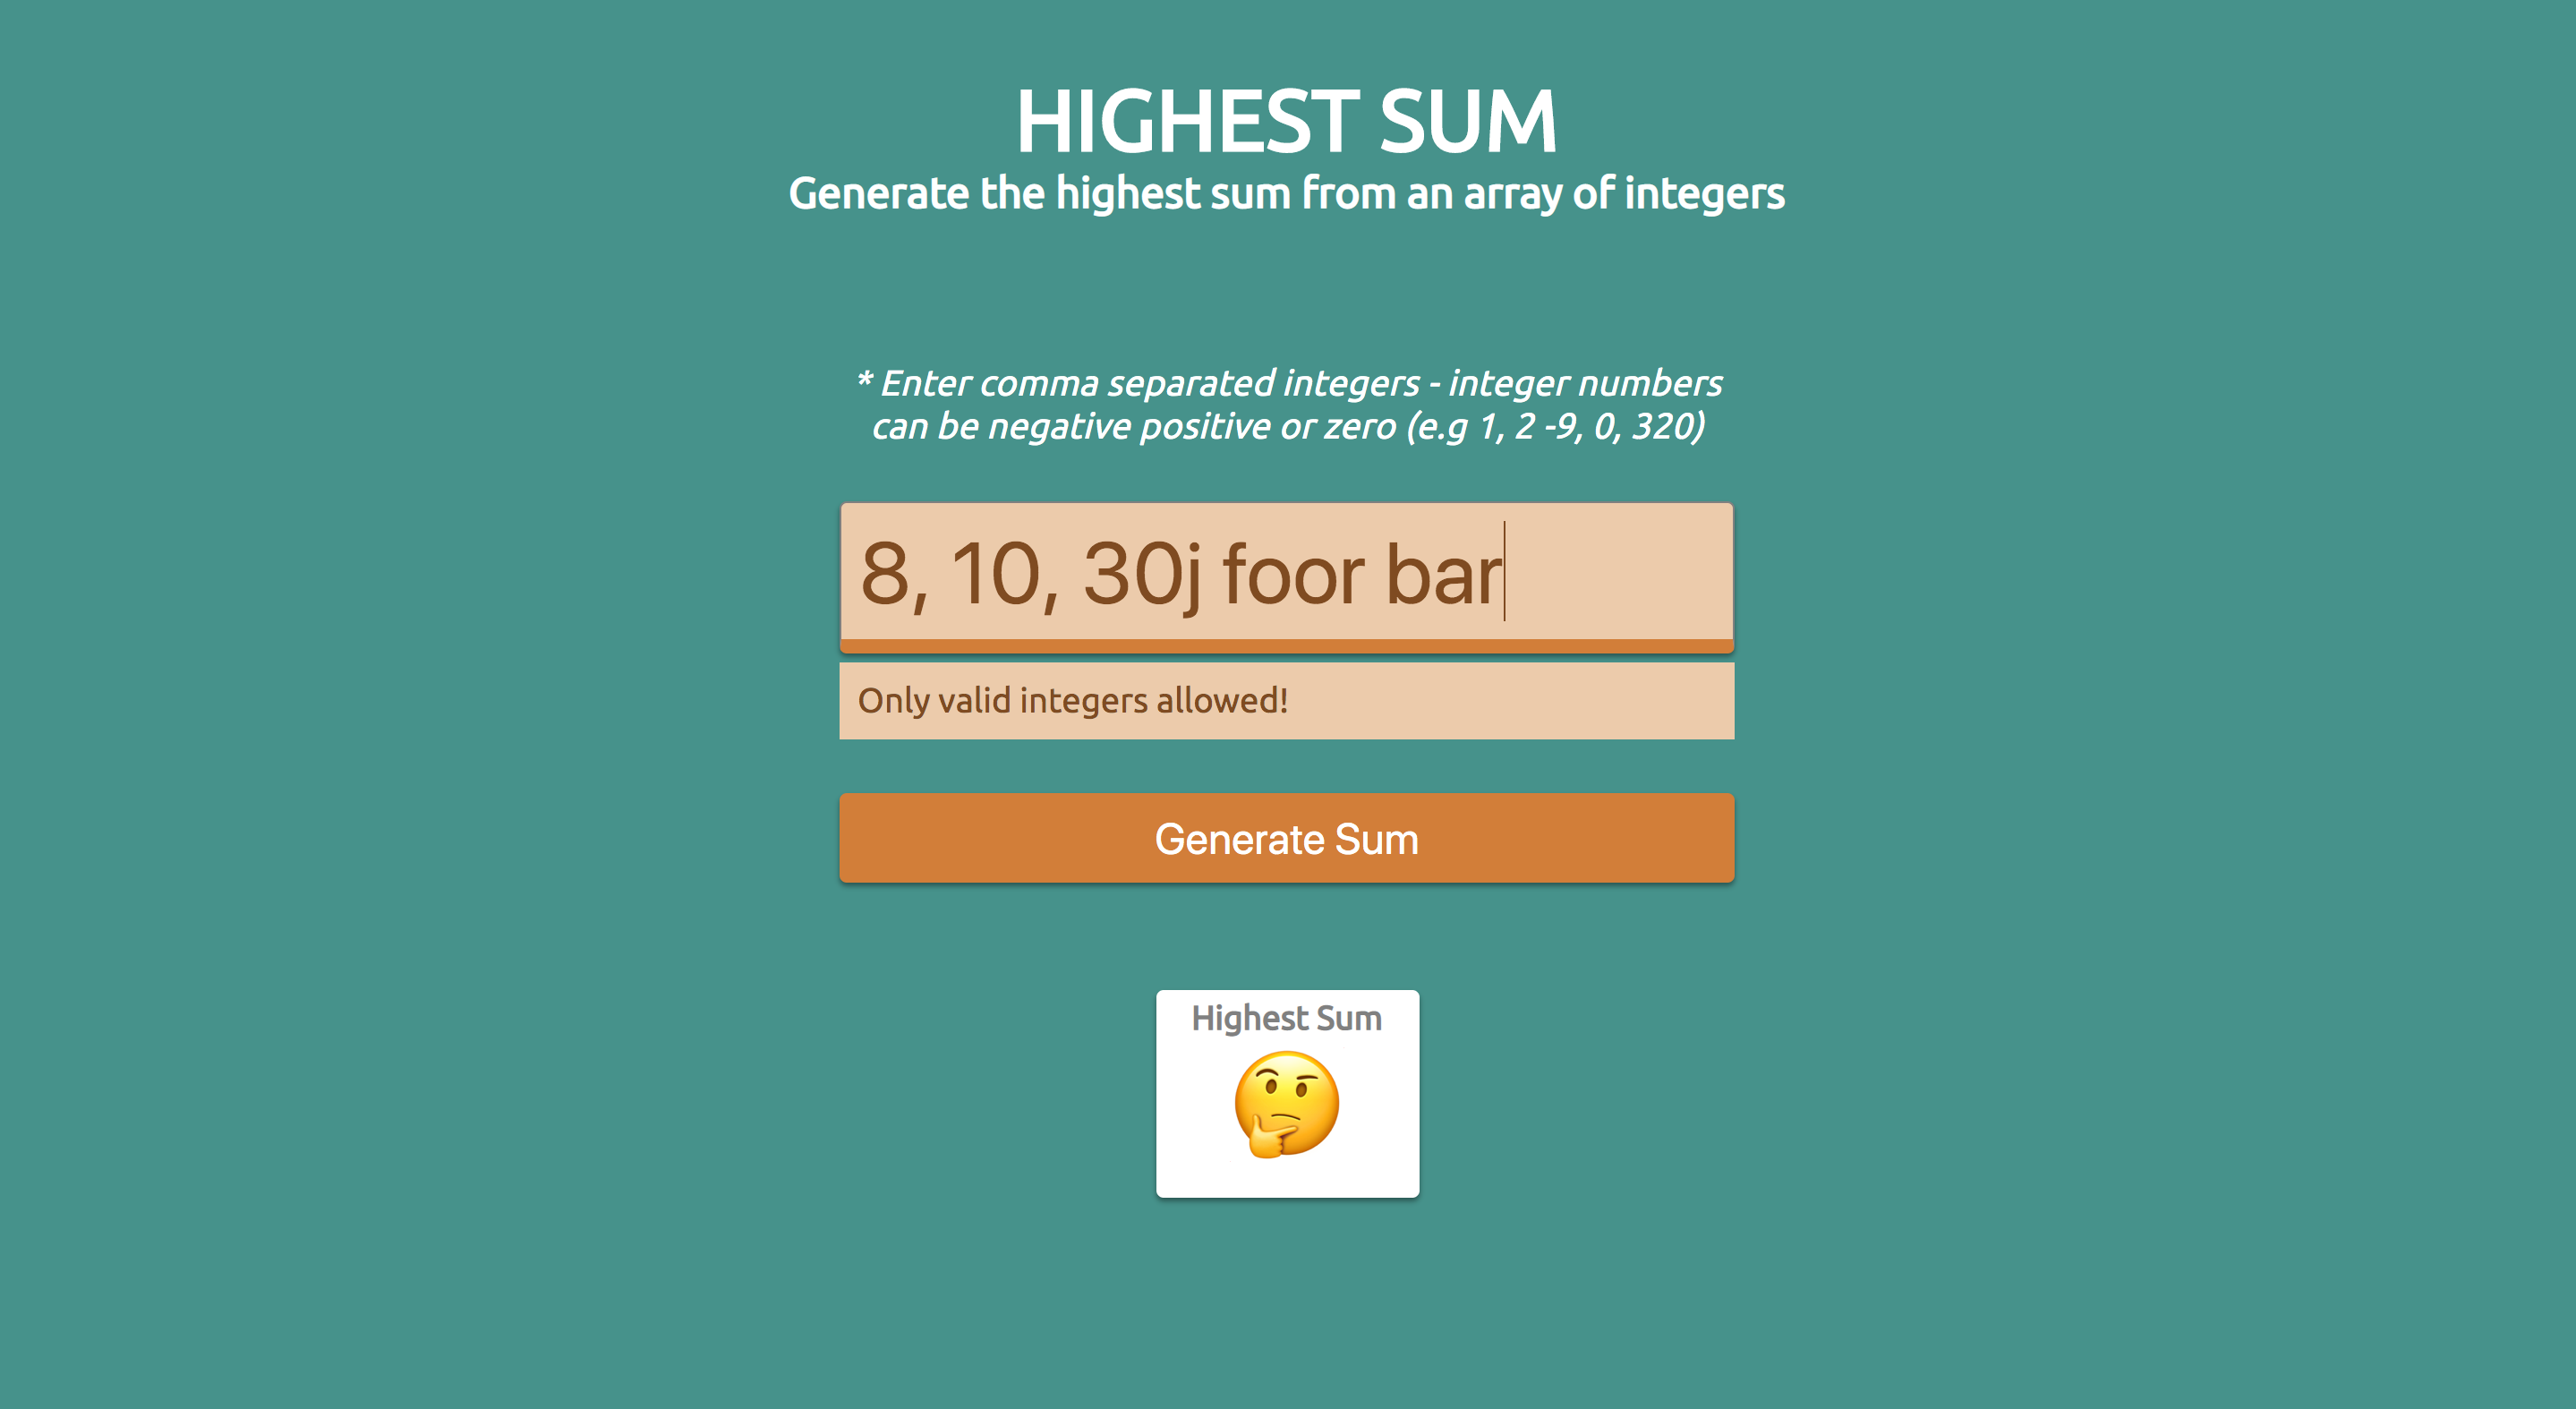 HIGHEST SUM
Generate the highest sum from an array of integers
* Enter comma separated integers - integer numbers
can be negative positive or zero (e.g 1, 2 -9, 0, 320)
8, 10, 30j foor bar
Only valid integers allowed!
Generate Sum
Highest Sum